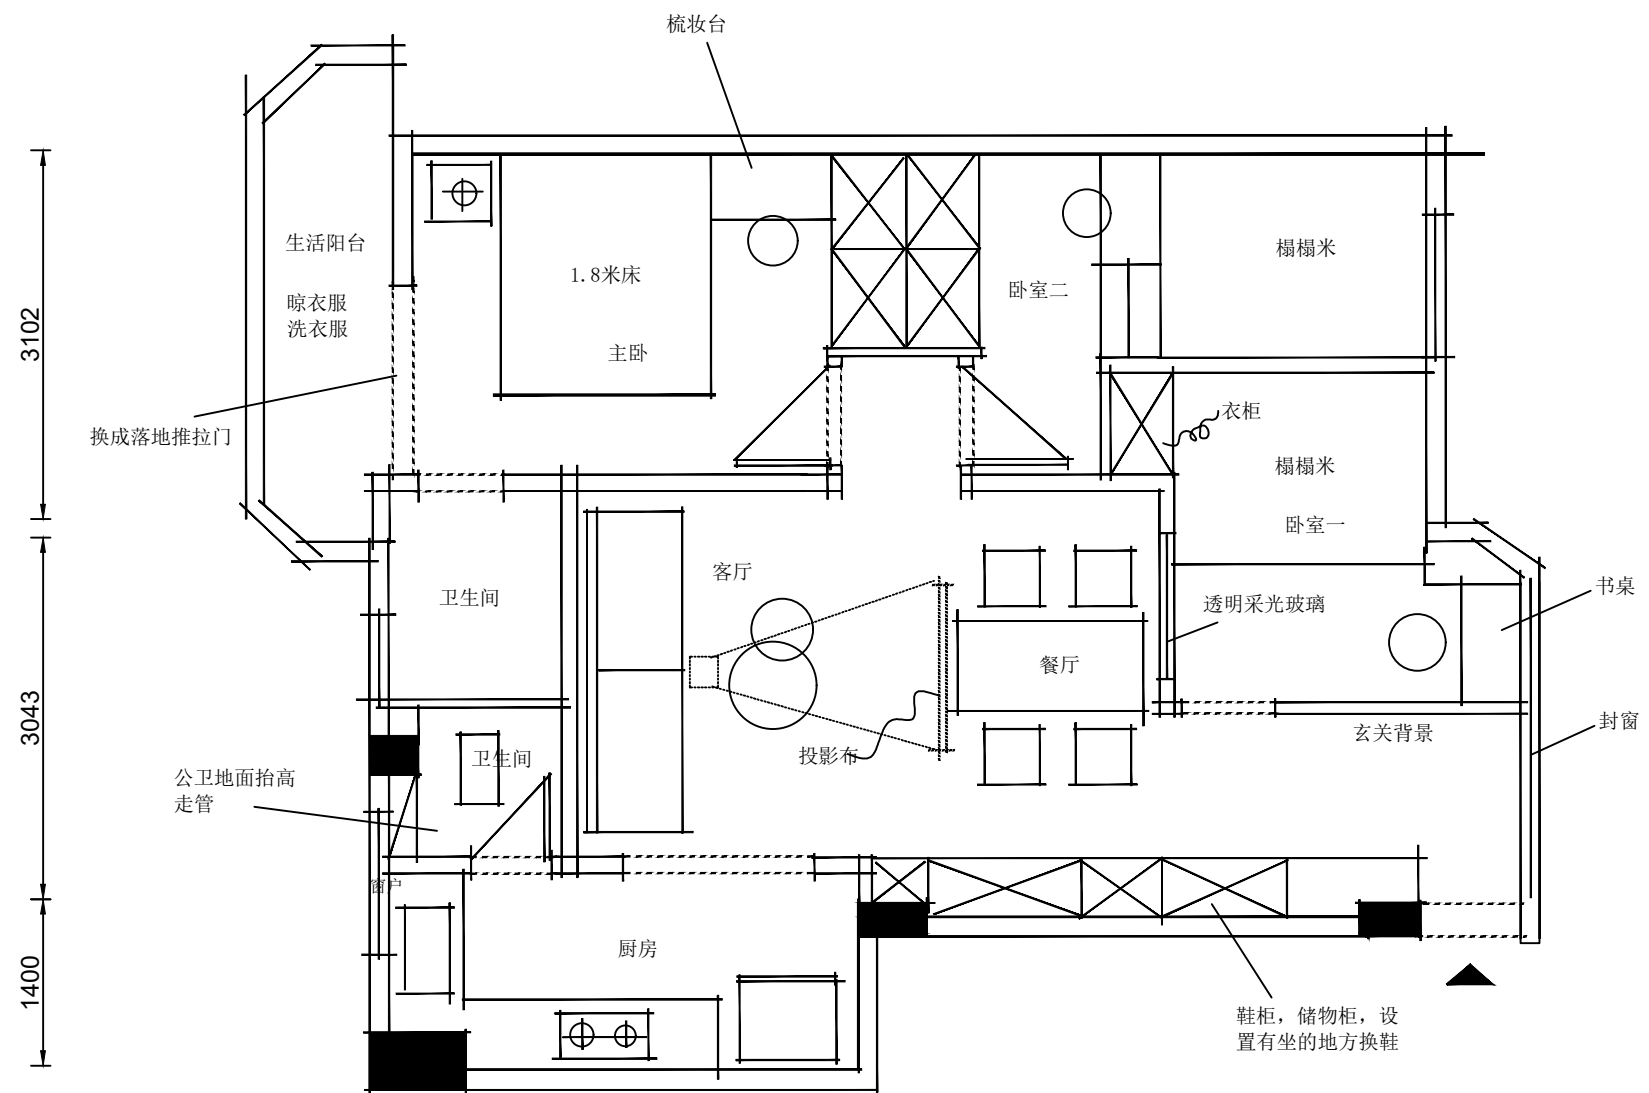 梳妆台
生活阳台
晾衣服
洗衣服
1.8米床
主卧
卧室二
榻榻米
3102
换成落地推拉门
衣柜
榻榻米
卧室一
客厅
卫生间
透明采光玻璃
书桌
餐厅
3043
投影布
卫生间
玄关背景
封窗
公卫地面抬高
走管
窗户
厨房
1400
鞋柜，储物柜，设
置有坐的地方换鞋